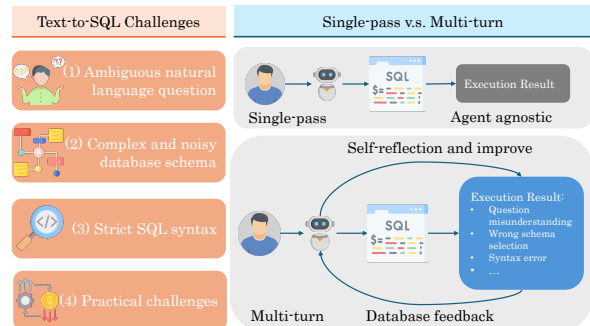 Text-to-SQL Challenges
(1) Ambiguous natural
language question
(2) Complex and noisy
database schema
(3) Strict SQL syntax
(4) Practical challenges
Single-pass v.s. Multi-turn
SQL
$=
Execution Result
Single-pass
Agent agnostic
Self-reflection and improve
SQL
$=
Execution Result:
• Question
misunderstanding
• Wrong schema
selection
• Syntax error
• ...
Multi-turn
Database feedback